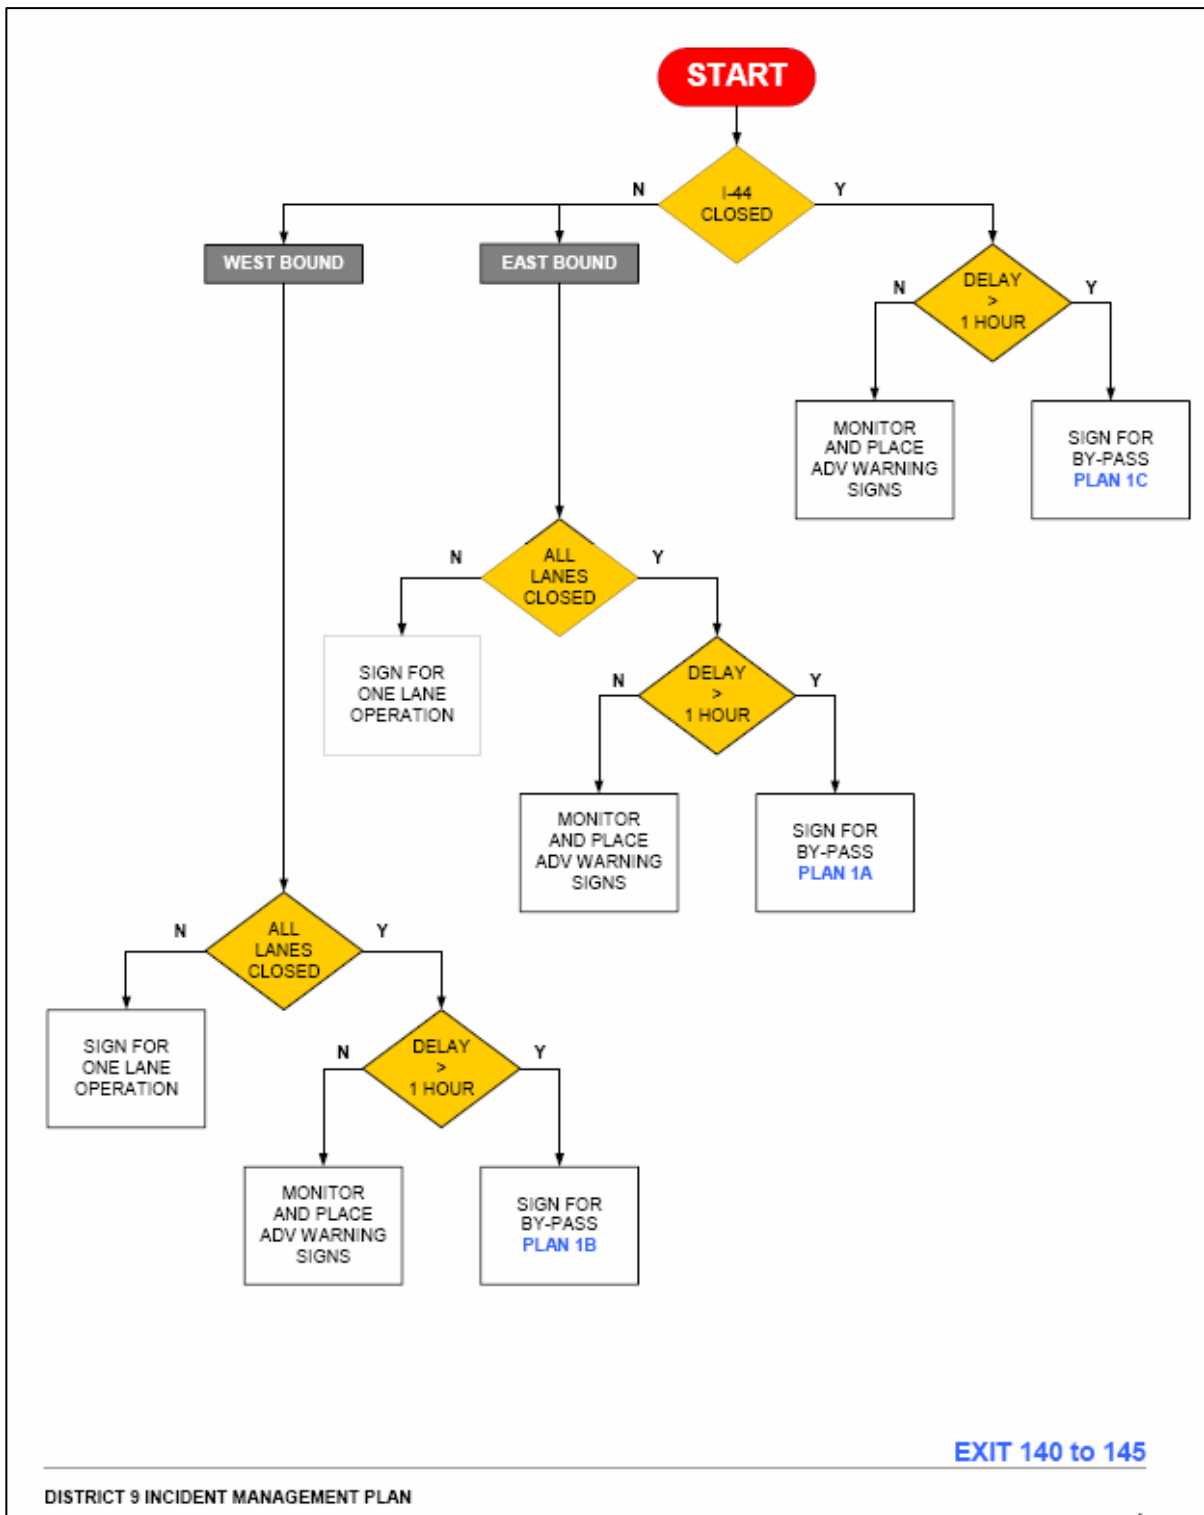 START
I-44
CLOSED
N
Y
WEST BOUND
EAST BOUND
DELAY
>
1 HOUR
N
Y
MONITOR
AND PLACE
ADV WARNING
SIGNS
SIGN FOR
BY-PASS
PLAN 1C
ALL
LANES
CLOSED
N
Y
SIGN FOR
ONE LANE
OPERATION
DELAY
>
1 HOUR
N
Y
MONITOR
AND PLACE
ADV WARNING
SIGNS
SIGN FOR
BY-PASS
PLAN 1A
ALL
LANES
CLOSED
N
Y
SIGN FOR
ONE LANE
OPERATION
DELAY
>
1 HOUR
N
Y
MONITOR
AND PLACE
ADV WARNING
SIGNS
SIGN FOR
BY-PASS
PLAN 1B
EXIT 140 to 145
DISTRICT 9 INCIDENT MANAGEMENT PLAN